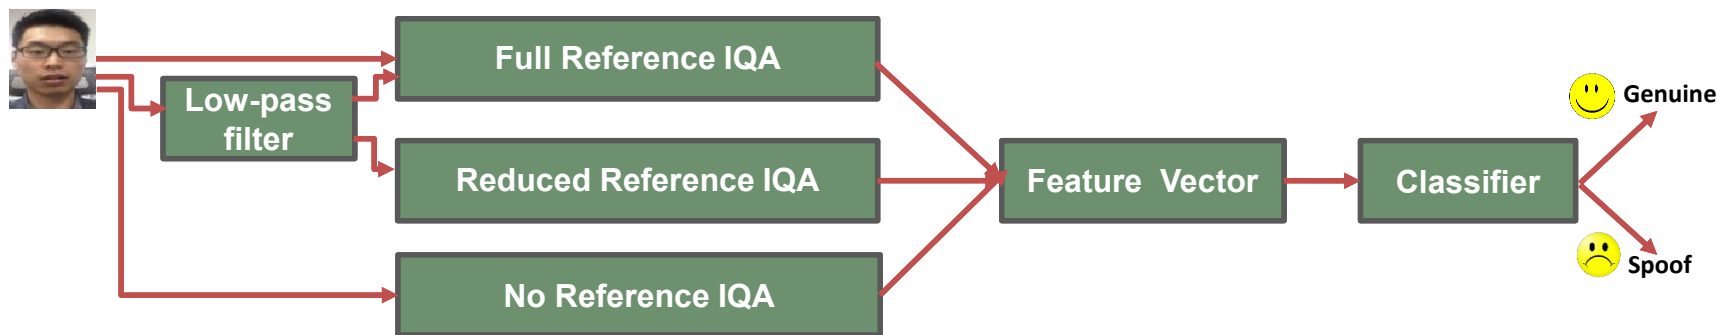 Full Reference IQA
Low-pass
filter
Reduced Reference IQA
No Reference IQA
Feature Vector
Classifier
Genuine
Spoof